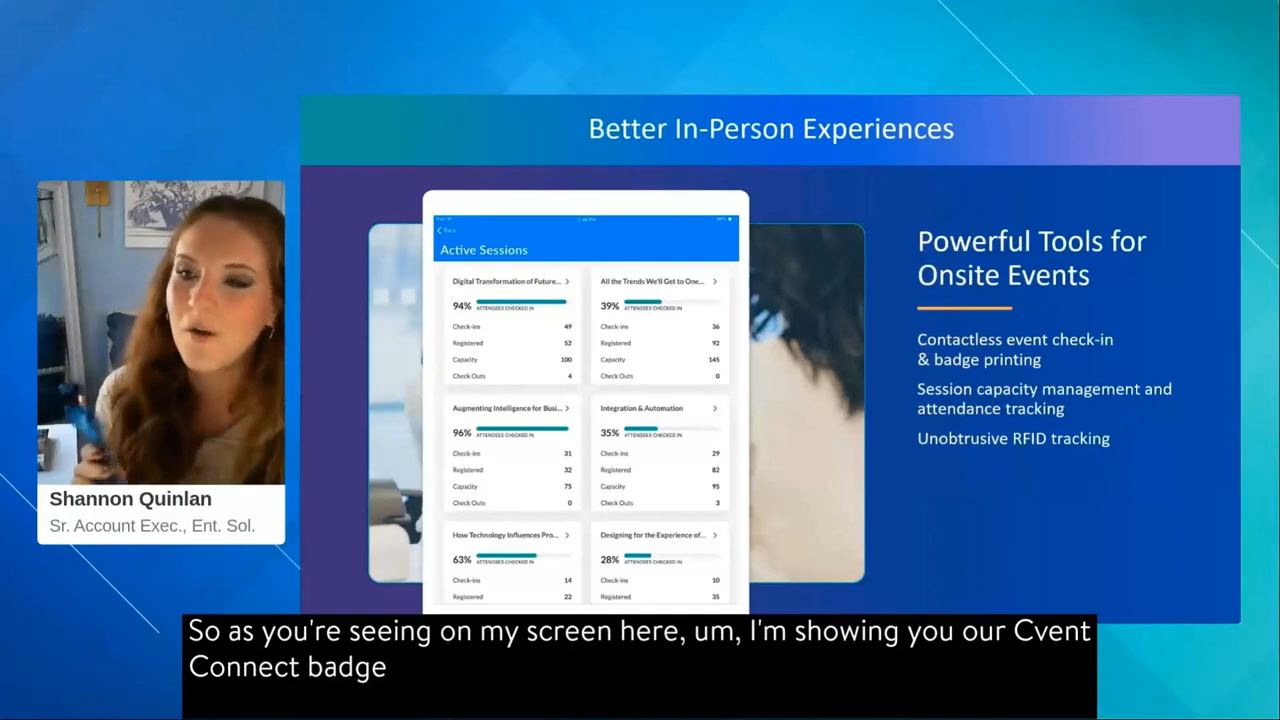 Better In-Person Experiences
Back
Active Sessions
Digital Transformation of Future...
94% ATTENDEES CHECKED IN
Check-ins 49
Registered 52
Capacity 100
Check Outs 4
All the Trends We'll Get to One...
39% ATTENDEES CHECKED IN
Check-ins 36
Registered 92
Capacity 145
Check Outs 0
Augmenting Intelligence for Busi...
96% ATTENDEES CHECKED IN
Check-ins 31
Registered 32
Capacity 75
Check Outs 0
Integration & Automation
35% ATTENDEES CHECKED IN
Check-ins 29
Registered 82
Capacity 95
Check Outs 3
How Technology Influences Pro...
63% ATTENDEES CHECKED IN
Check-ins 14
Registered 22
Designing for the Experience of...
28% ATTENDEES CHECKED IN
Check-ins 10
Registered 35
Powerful Tools for
Onsite Events
Contactless event check-in
& badge printing
Session capacity management and
attendance tracking
Unobtrusive RFID tracking
Shannon Quinlan
Sr. Account Exec., Ent. Sol.
So as you're seeing on my screen here, um, I'm showing you our Cvent
Connect badge